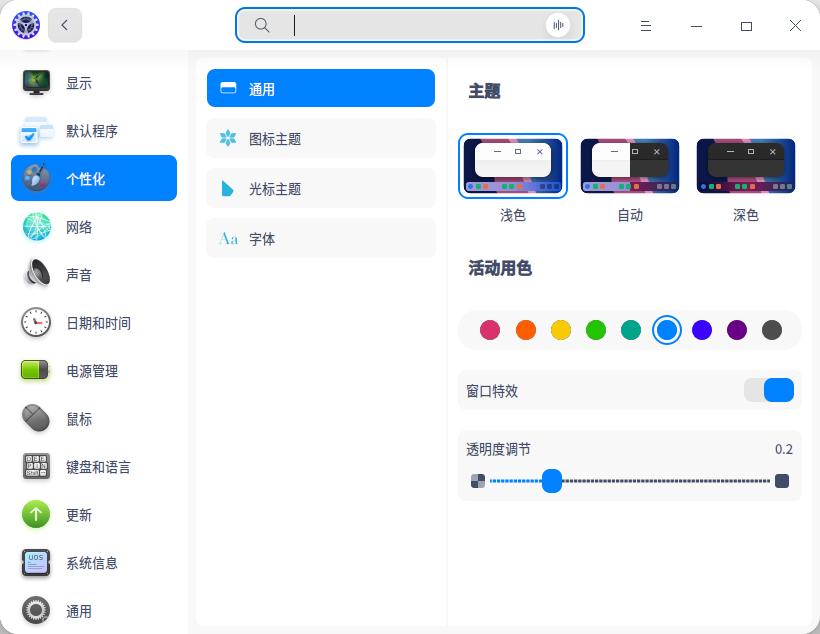 显示
默认程序
个性化
网络
声音
日期和时间
电源管理
鼠标
键盘和语言
更新
系统信息
通用
通用
图标主题
光标主题
Aa 字体
主题
浅色 自动 深色
活动用色
窗口特效
透明度调节 0.2